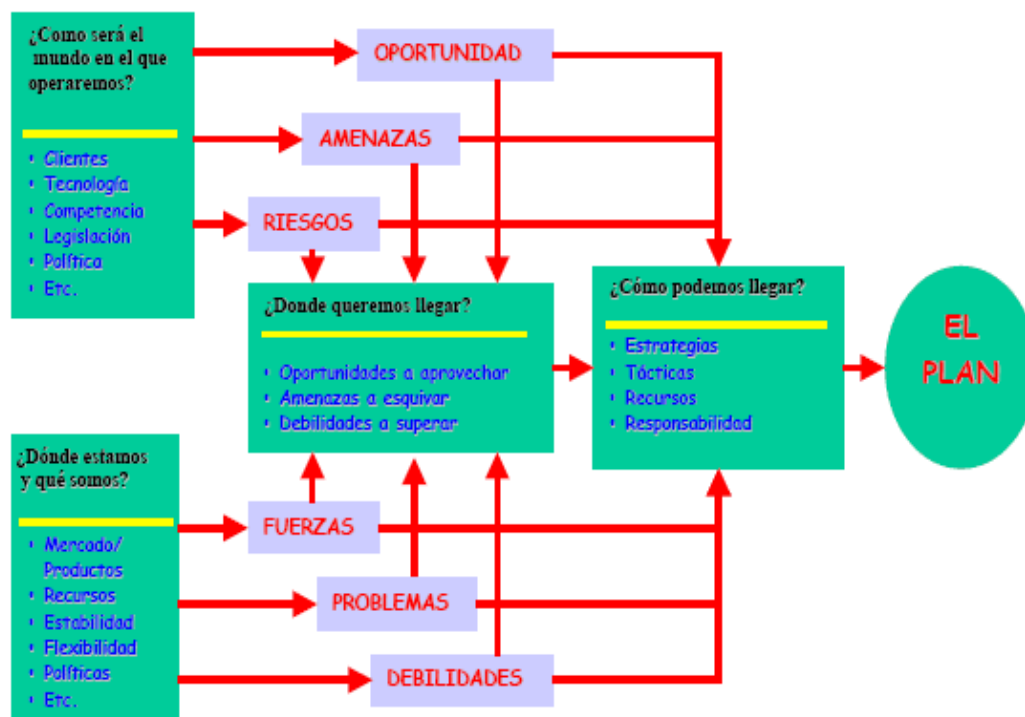 ¿Como será el
mundo en el que
operaremos?
• Clientes
• Tecnología
• Competencia
• Legislación
• Política
• Etc.
OPORTUNIDAD
AMENAZAS
RIESGOS
¿Donde queremos llegar?
• Oportunidades a aprovechar
• Amenazas a esquivar
• Debilidades a superar
¿Cómo podemos llegar?
• Estrategias
• Tácticas
• Recursos
• Responsabilidad
EL
PLAN
¿Dónde estamos
y qué somos?
• Mercado/
Productos
• Recursos
• Estabilidad
• Flexibilidad
• Políticas
• Etc.
FUERZAS
PROBLEMAS
DEBILIDADES